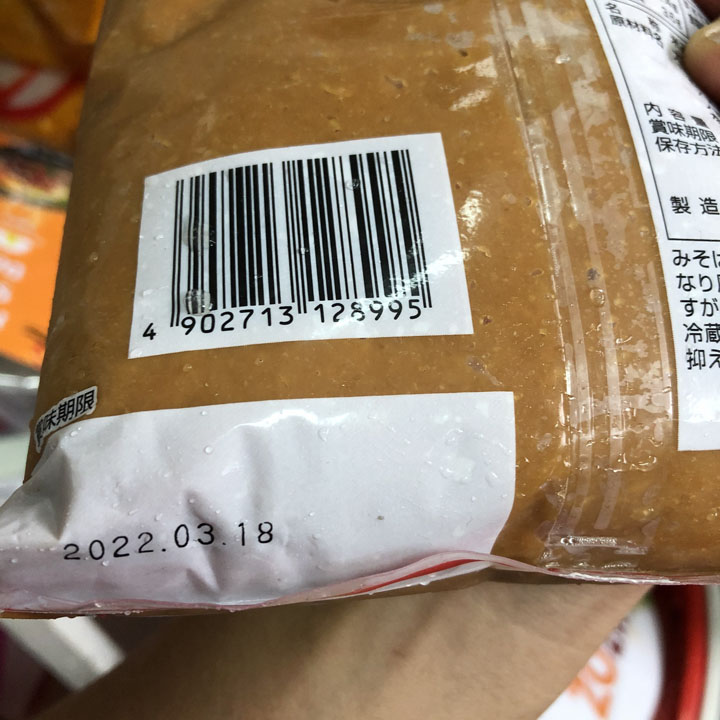 名
原材料
内容量
賞味期限
保存方法
製造
みそは
なり
すが
冷蔵
抑え
4 902713 128995
賞味期限
2022.03.18